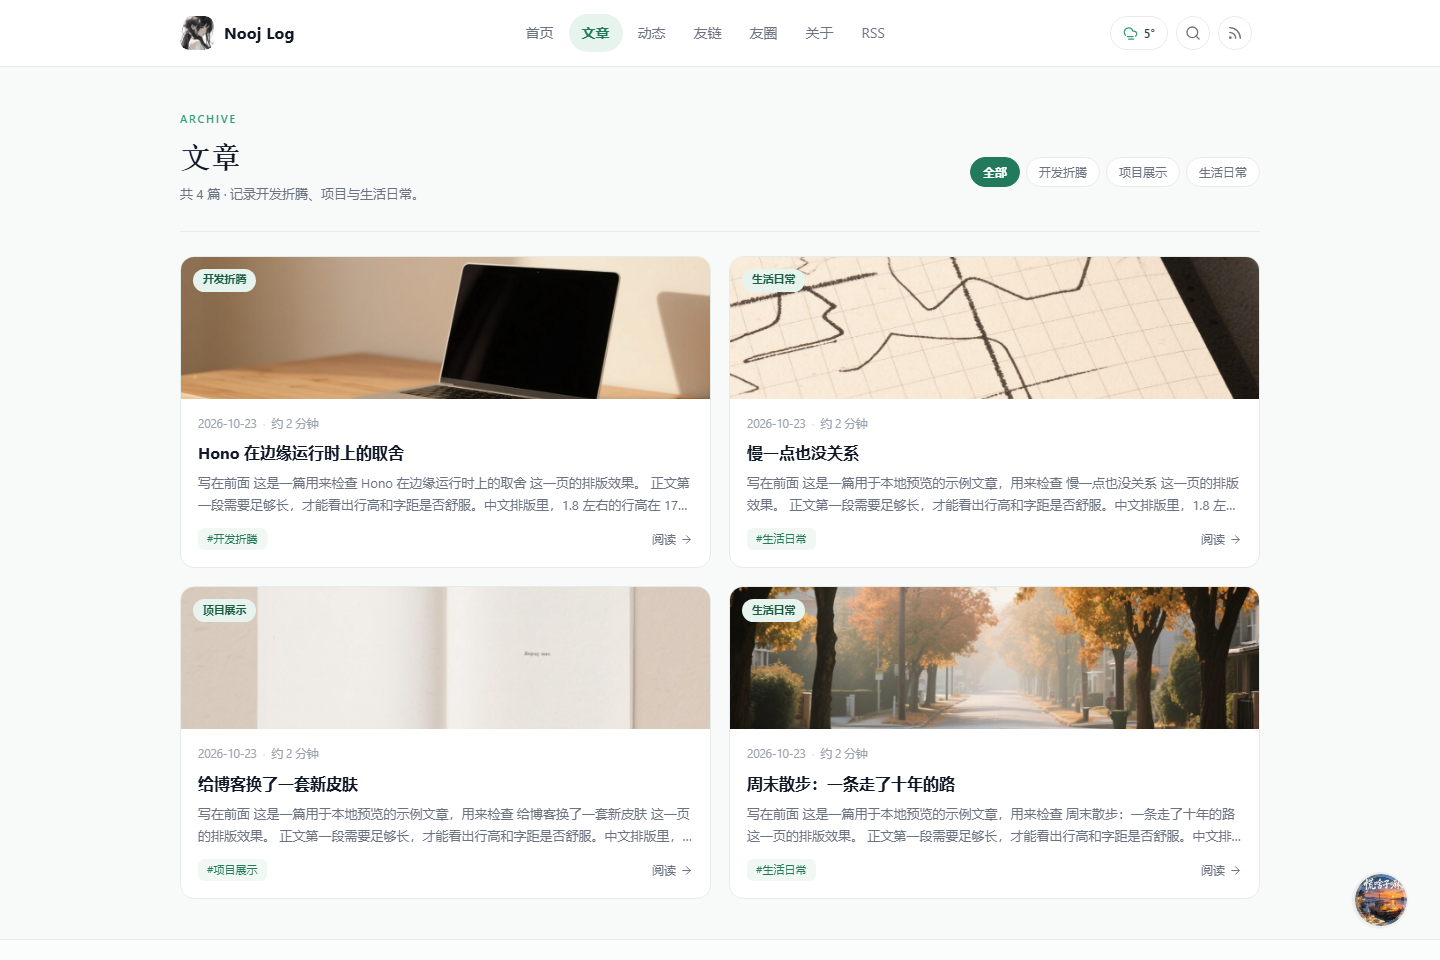 Nooj Log
首页
文章
动态
友链
友圈
关于
RSS
5°
ARCHIVE
文章
共 4 篇 · 记录开发折腾、项目与生活日常。
全部
开发折腾
项目展示
生活日常
开发折腾
2026-10-23 · 约 2 分钟
Hono 在边缘运行时上的取舍
写在前面 这是一篇用来检查 Hono 在边缘运行时上的取舍 这一页的排版效果。 正文第
一段需要足够长，才能看出行高和字距是否舒服。中文排版里，1.8 左右的行高在 17...
#开发折腾
阅读 →
生活日常
2026-10-23 · 约 2 分钟
慢一点也没关系
写在前面 这是一篇用于本地预览的示例文章，用来检查 慢一点也没关系 这一页的排版
效果。 正文第一段需要足够长，才能看出行高和字距是否舒服。中文排版里，1.8 左...
#生活日常
阅读 →
项目展示
2026-10-23 · 约 2 分钟
给博客换了一套新皮肤
写在前面 这是一篇用于本地预览的示例文章，用来检查 给博客换了一套新皮肤 这一页
的排版效果。 正文第一段需要足够长，才能看出行高和字距是否舒服。中文排版里，...
#项目展示
阅读 →
生活日常
2026-10-23 · 约 2 分钟
周末散步：一条走了十年的路
写在前面 这是一篇用于本地预览的示例文章，用来检查 周末散步：一条走了十年的路
这一页的排版效果。 正文第一段需要足够长，才能看出行高和字距是否舒服。中文排...
#生活日常
阅读 →